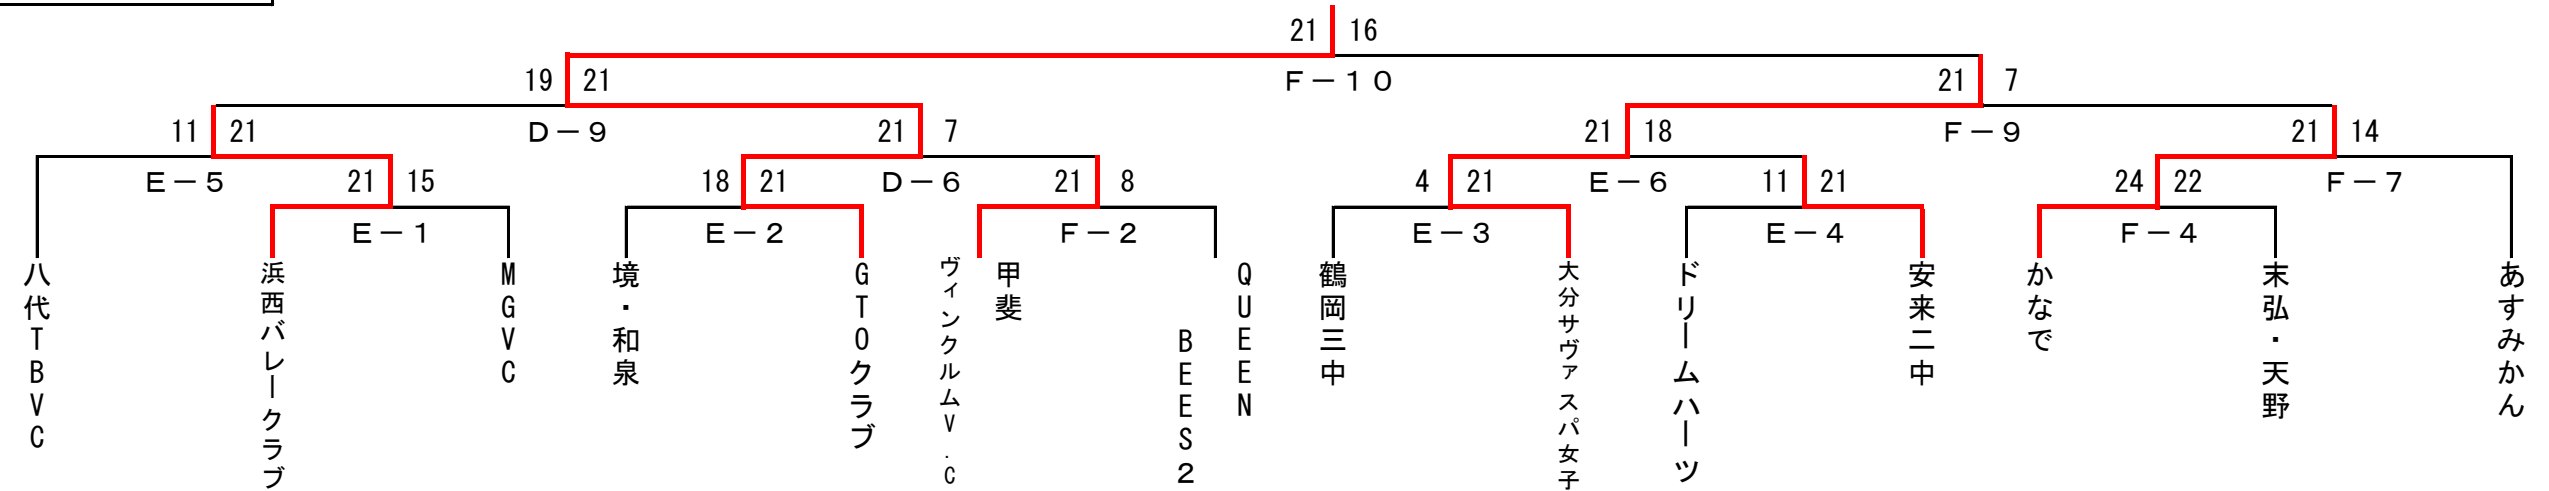 21 16
F－10
19 21
21 7
11 21
D－9
21 7
21 18
F－9
21 14
E－5
21 15
18 21
D－6
21 8
4 21
E－6
11 21
24 22
F－7
E－1
E－2
F－2
E－3
E－4
F－4
八代TBVC
浜西バレークラブ
MGVC
境・和泉
GTOクラブ
甲斐
ヴィンクルムV.C
QUEEN
BEES2
鶴岡三中
大分サヴァスパ女子
ドリームハーツ
安来二中
かなで
末弘・天野
あすみかん